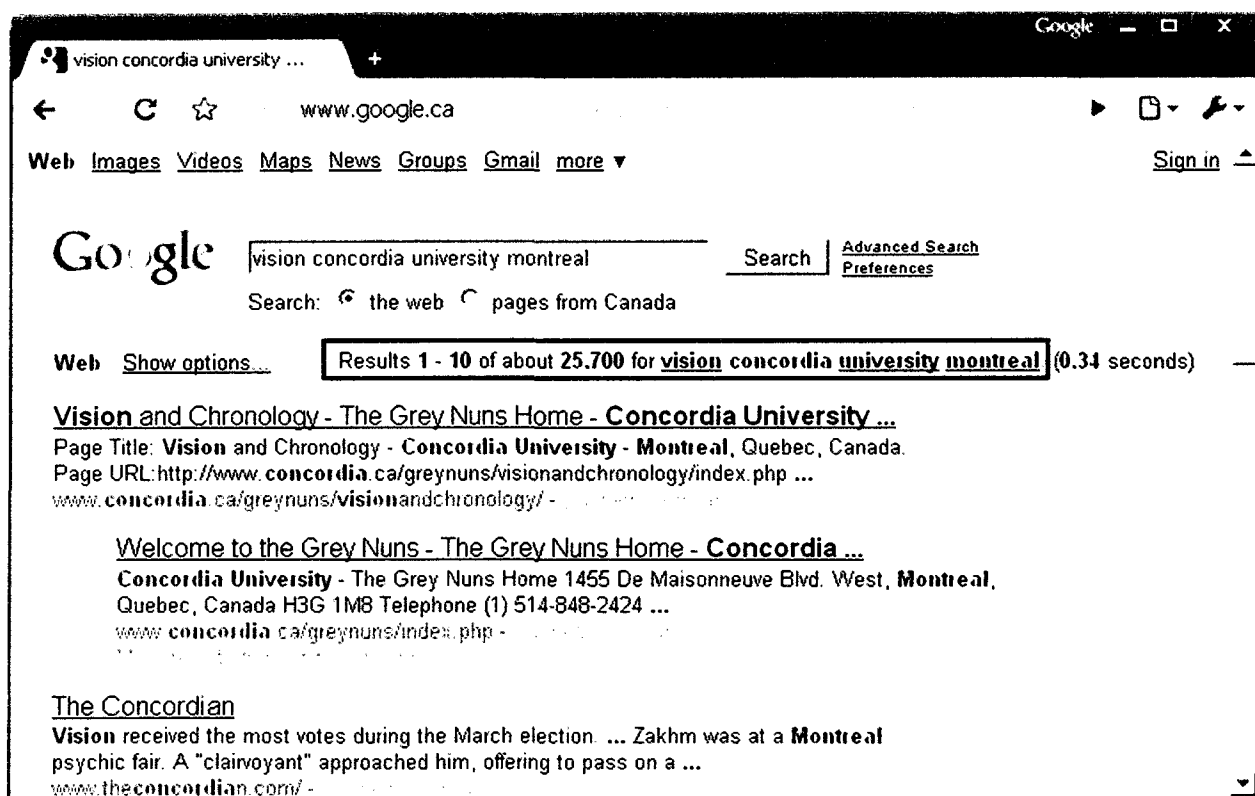 Google
vision concordia university ...
www.google.ca
Web Images Videos Maps News Groups Gmail more ▼ Sign in
Google vision concordia university montreal Search Advanced Search
Preferences
Search: the web pages from Canada
Web Show options... Results 1 - 10 of about 25.700 for vision concordia university montreal (0.34 seconds)
Vision and Chronology - The Grey Nuns Home - Concordia University ...
Page Title: Vision and Chronology - Concordia University - Montreal, Quebec, Canada.
Page URL:http://www.concordia.ca/greynuns/visionandchronology/index.php ...
www.concordia.ca/greynuns/visionandchronology/ -
Welcome to the Grey Nuns - The Grey Nuns Home - Concordia ...
Concordia University - The Grey Nuns Home 1455 De Maisonneuve Blvd. West, Montreal,
Quebec, Canada H3G 1M8 Telephone (1) 514-848-2424 ...
www.concordia.ca/greynuns/index.php -
The Concordian
Vision received the most votes during the March election. ... Zakhm was at a Montreal
psychic fair. A "clairvoyant" approached him, offering to pass on a ...
www.theconcordian.com/ -